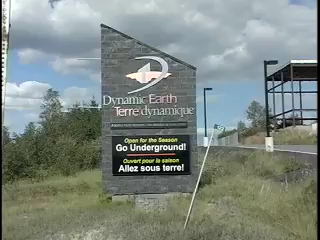 Dynamic Earth
Terre dynamique
Open for the Season
Go Underground!
Ouvert pour la saison
Allez sous terre!